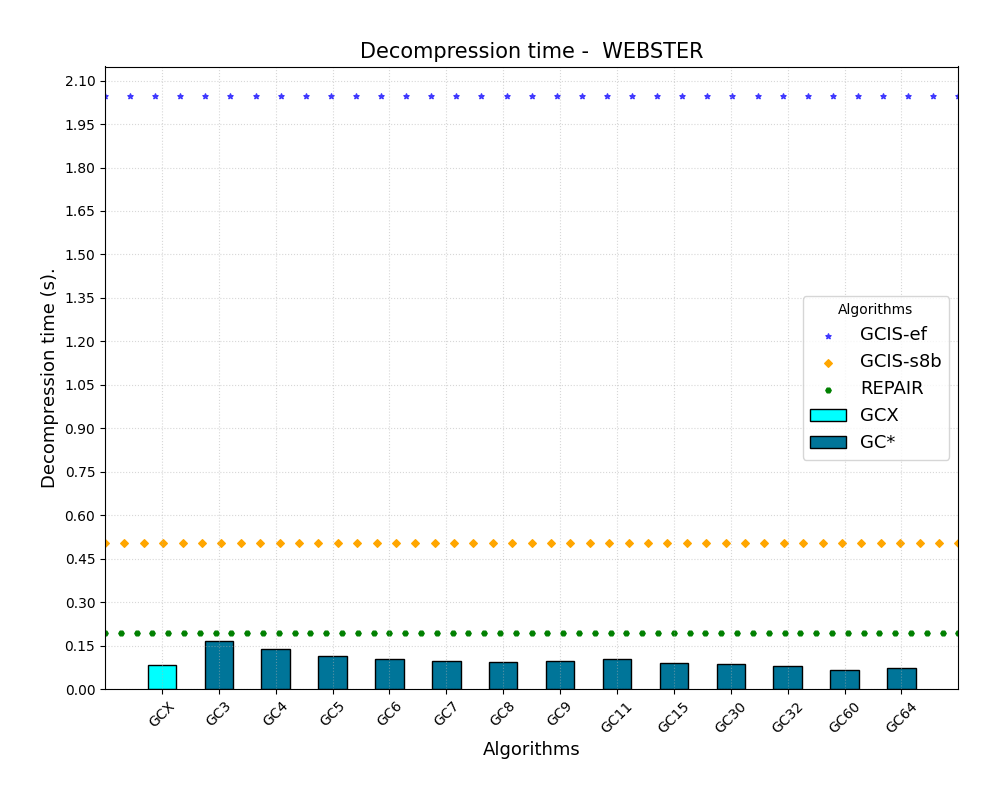 Decompression time -  WEBSTER
Decompression time (s).
2.10
1.95
1.80
1.65
1.50
1.35
1.20
1.05
0.90
0.75
0.60
0.45
0.30
0.15
0.00
Algorithms
GCIS-ef
GCIS-s8b
REPAIR
GCX
GC*
GCX
GC3
GC4
GC5
GC6
GC7
GC8
GC9
GC11
GC15
GC30
GC32
GC60
GC64
Algorithms